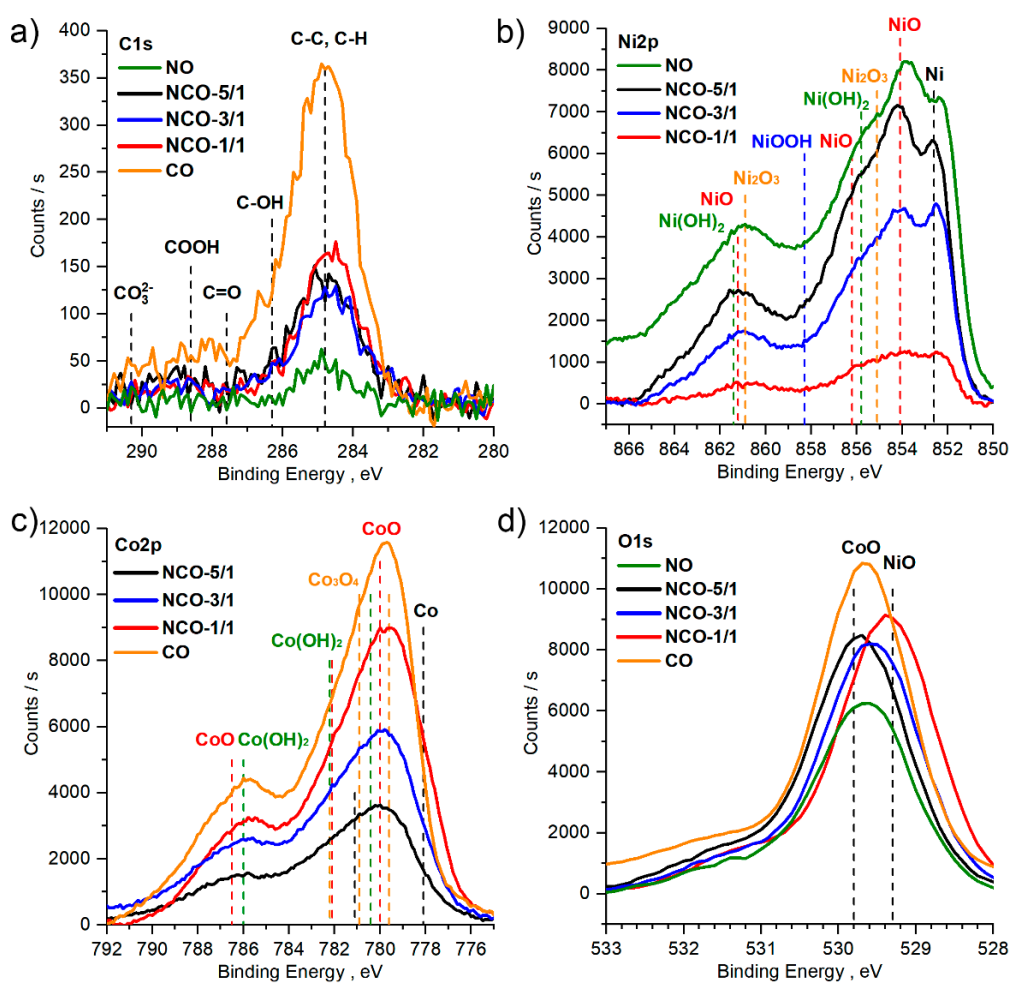 a)
C1s
NO
NCO-5/1
NCO-3/1
NCO-1/1
CO
C-C, C-H
C-OH
COOH
C=O
CO₃²⁻
400
350
300
250
200
150
100
50
0
Counts / s
290 288 286 284 282 280
Binding Energy , eV
b)
Ni2p
NO
NCO-5/1
NCO-3/1
NCO-1/1
NiO
Ni₂O₃
Ni
Ni(OH)₂
NiOOH
NiO
NiO
Ni₂O₃
Ni(OH)₂
9000
8000
7000
6000
5000
4000
3000
2000
1000
0
Counts / s
866 864 862 860 858 856 854 852 850
Binding Energy , eV
c)
Co2p
NCO-5/1
NCO-3/1
NCO-1/1
CO
CoO
Co₃O₄
Co
Co(OH)₂
CoO
Co(OH)₂
12000
10000
8000
6000
4000
2000
0
Counts / s
792 790 788 786 784 782 780 778 776
Binding Energy , eV
d)
O1s
NO
NCO-5/1
NCO-3/1
NCO-1/1
CO
CoO
NiO
12000
10000
8000
6000
4000
2000
0
Counts / s
533 532 531 530 529 528
Binding Energy , eV